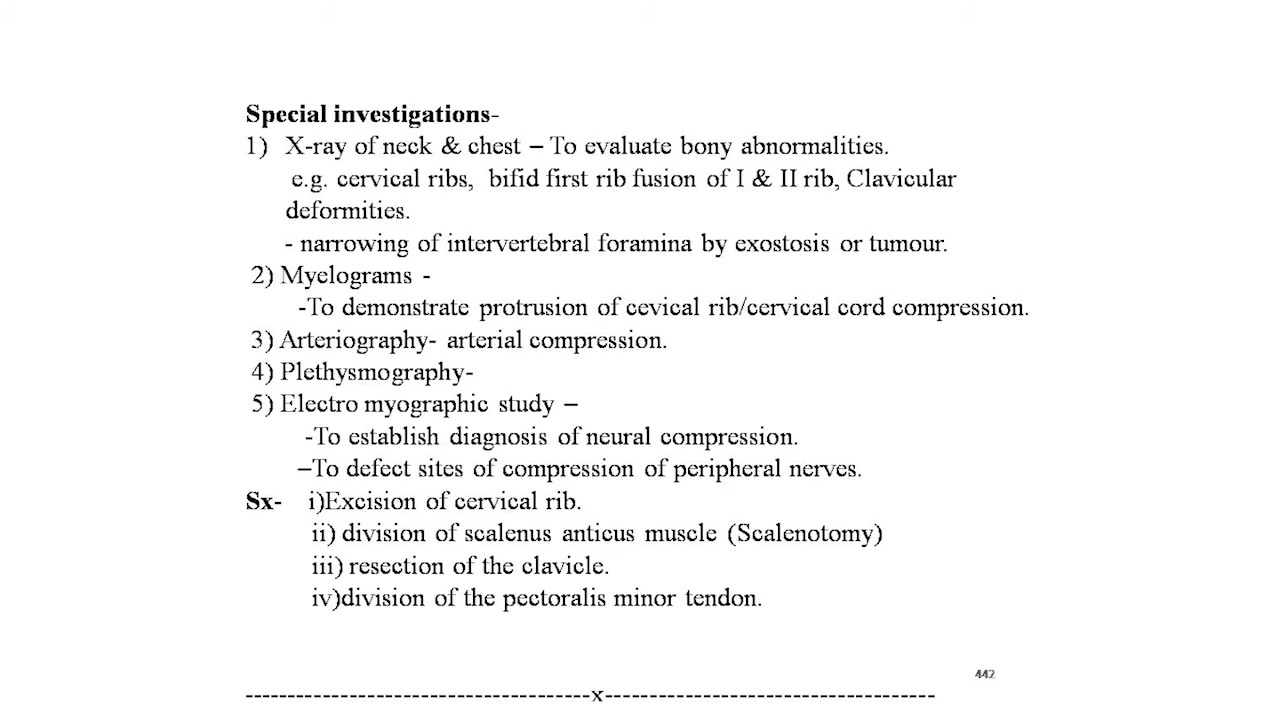 Special investigations-
1) X-ray of neck & chest – To evaluate bony abnormalities.
e.g. cervical ribs, bifid first rib fusion of I & II rib, Clavicular
deformities.
- narrowing of intervertebral foramina by exostosis or tumour.
2) Myelograms -
-To demonstrate protrusion of cevical rib/cervical cord compression.
3) Arteriography- arterial compression.
4) Plethysmography-
5) Electro myographic study –
-To establish diagnosis of neural compression.
–To defect sites of compression of peripheral nerves.
Sx- i)Excision of cervical rib.
ii) division of scalenus anticus muscle (Scalenotomy)
iii) resection of the clavicle.
iv)division of the pectoralis minor tendon.
442
--------------------------------------x------------------------------------